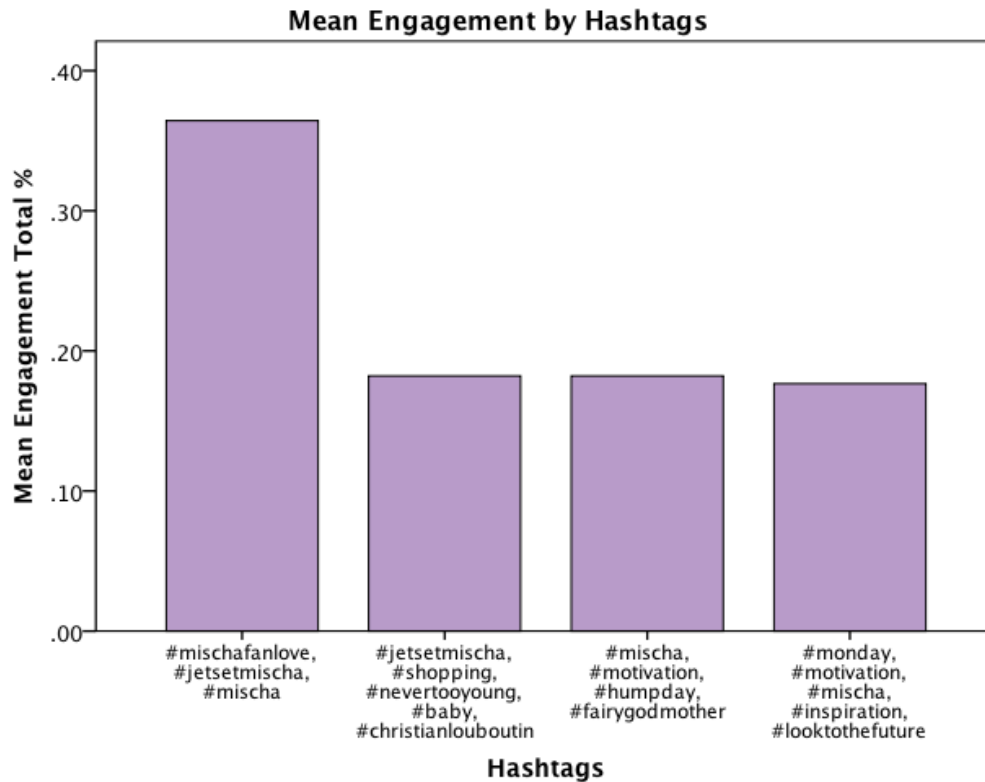 Mean Engagement by Hashtags
Mean Engagement Total %
.40
.30
.20
.10
.00
#mischafanlove,
#jetsetmischa,
#mischa
#jetsetmischa,
#shopping,
#nevertooyoung,
#baby,
#christianlouboutin
#mischa,
#motivation,
#humpday,
#fairygodmother
#monday,
#motivation,
#mischa,
#inspiration,
#looktothefuture
Hashtags